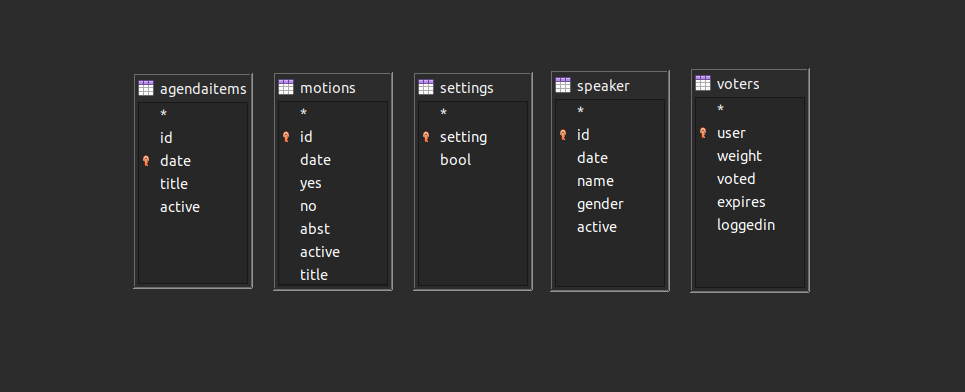 agendaitems
*
id
date
title
active
motions
*
id
date
yes
no
abst
active
title
settings
*
setting
bool
speaker
*
id
date
name
gender
active
voters
*
user
weight
voted
expires
loggedin